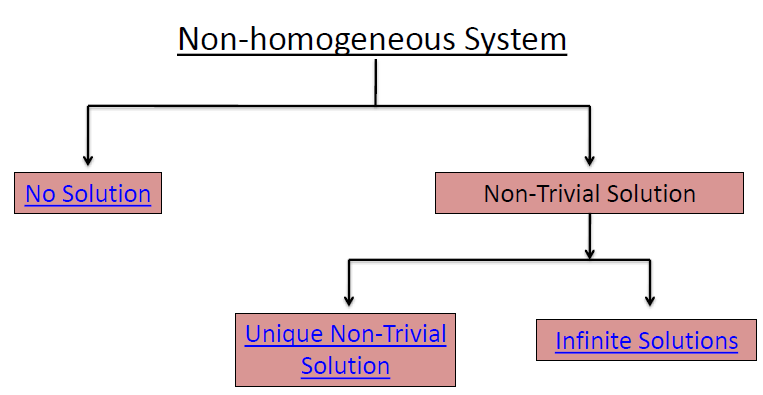 Non-homogeneous System
No Solution
Non-Trivial Solution
Unique Non-Trivial
Solution
Infinite Solutions